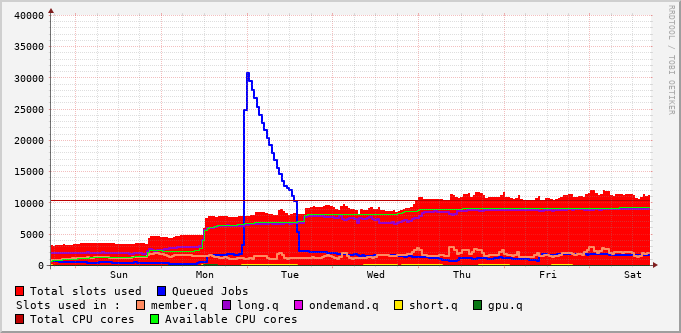 40000
35000
30000
25000
20000
15000
10000
5000
0
Sun Mon Tue Wed Thu Fri Sat
Total slots used Queued Jobs
Slots used in : member.q long.q ondemand.q short.q gpu.q
Total CPU cores Available CPU cores
RRDTOOL / TOBI OETIKER